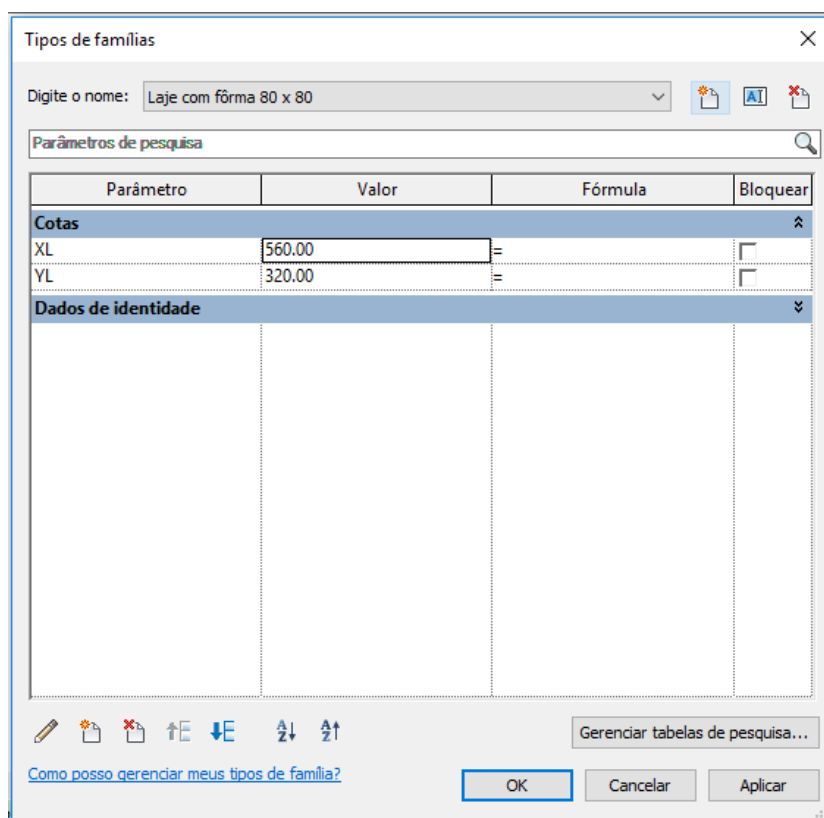 Tipos de famílias
Digite o nome: Laje com fôrma 80 x 80
Parâmetros de pesquisa
Parâmetro Valor Fórmula Bloquear
Cotas
XL 560.00 =
YL 320.00 =
Dados de identidade
Gerenciar tabelas de pesquisa...
Como posso gerenciar meus tipos de família?
OK Cancelar Aplicar